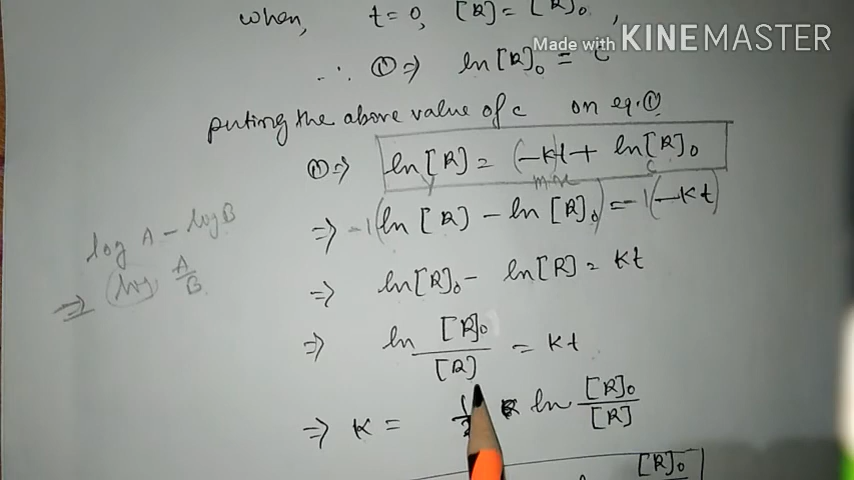 when, t=0, [R]=[R]₀,
Made with KINEMASTER
∴ ①⇒ ln[R]₀ = C
puting the above value of c on eq.①
①⇒ ln[R] = (-kt)+ ln[R]₀
y mx c
⇒ -1(ln[R] - ln[R]₀) = -1(-kt)
log A - log B
⇒ log A/B
⇒ ln[R]₀ - ln[R] = kt
⇒ ln [R]₀/[R] = kt
⇒ k = ln [R]₀/[R]
[R]₀